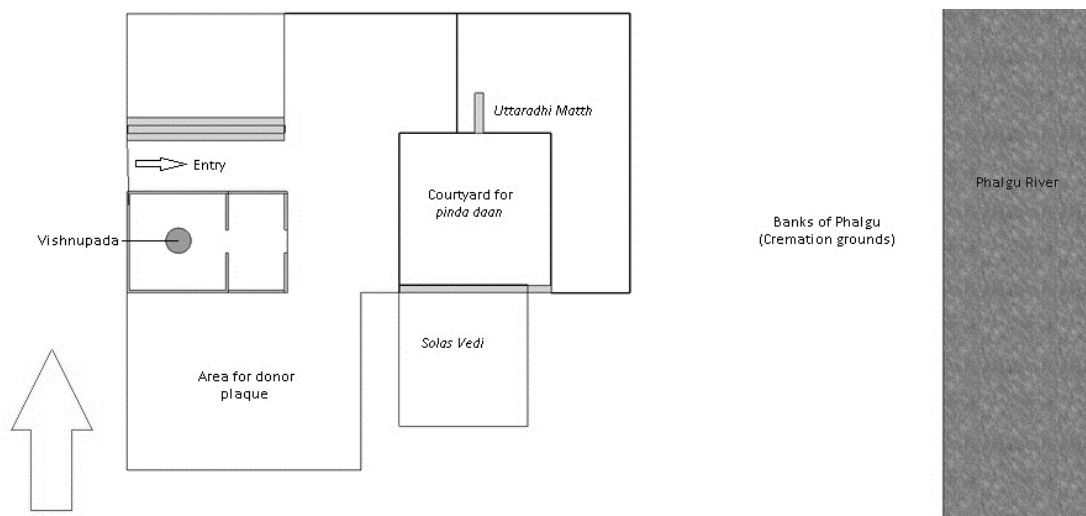 Uttaradhi Matth
Entry
Courtyard for
pinda daan
Phalgu River
Banks of Phalgu
(Cremation grounds)
Vishnupada
Solas Vedi
Area for donor
plaque